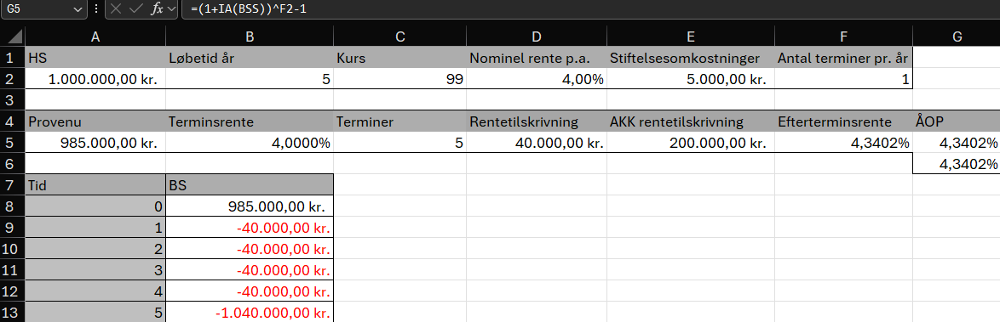 G5 fx =(1+IA(BSS))^F2-1
A B C D E F G
1 HS Løbetid år Kurs Nominel rente p.a. Stiftelsesomkostninger Antal terminer pr. år
2 1.000.000,00 kr. 5 99 4,00% 5.000,00 kr. 1
3
4 Provenu Terminsrente Terminer Rentetilskrivning AKK rentetilskrivning Efterterminsrente ÅOP
5 985.000,00 kr. 4,0000% 5 40.000,00 kr. 200.000,00 kr. 4,3402% 4,3402%
6 4,3402%
7 Tid BS
8 0 985.000,00 kr.
9 1 -40.000,00 kr.
10 2 -40.000,00 kr.
11 3 -40.000,00 kr.
12 4 -40.000,00 kr.
13 5 -1.040.000,00 kr.